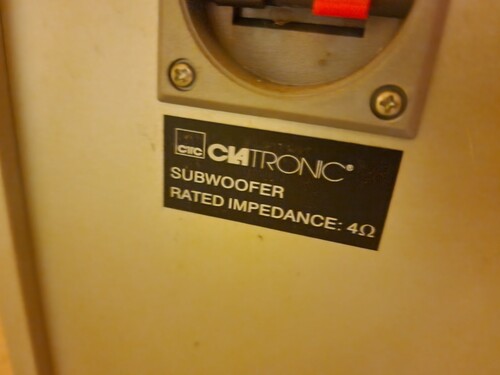 CTC CLATRONIC®
SUBWOOFER
RATED IMPEDANCE: 4Ω